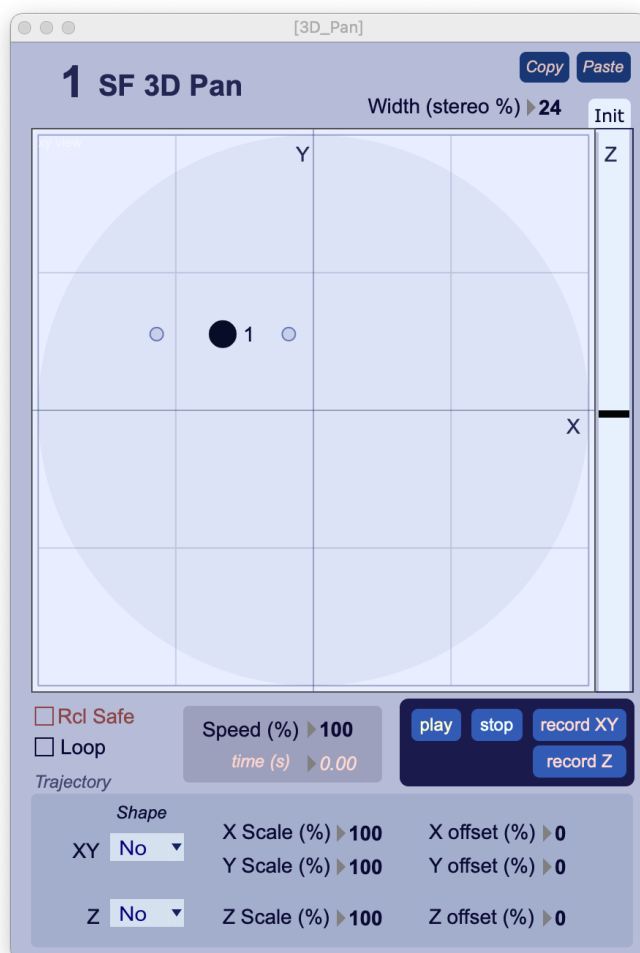 [3D_Pan]
Copy Paste
1 SF 3D Pan
Width (stereo %) 24
Init
xy view
Y
Z
1
X
Rcl Safe
Loop
Speed (%) 100
time (s) 0.00
play stop record XY
record Z
Trajectory
Shape
XY No
X Scale (%) 100 X offset (%) 0
Y Scale (%) 100 Y offset (%) 0
Z No Z Scale (%) 100 Z offset (%) 0